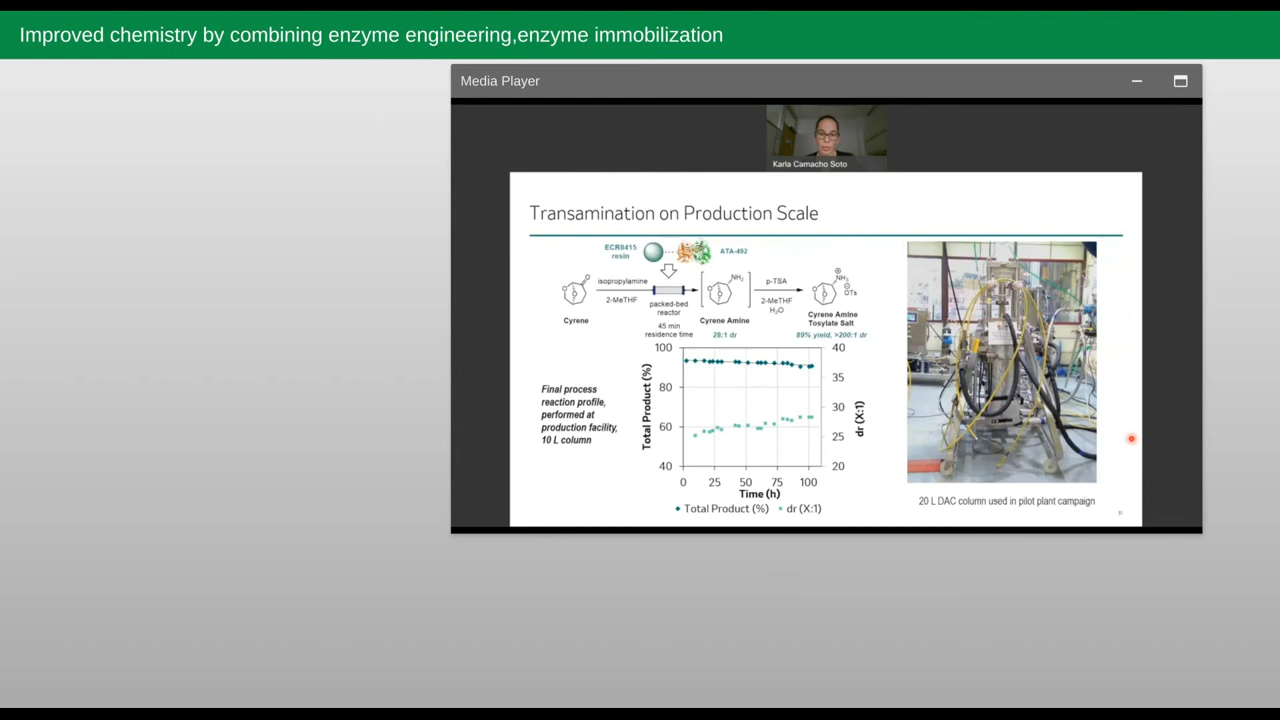 Improved chemistry by combining enzyme engineering,enzyme immobilization
Media Player
Karla Camacho Soto
Transamination on Production Scale
ECR8415
resin
ATA-492
isopropylamine
2-MeTHF
packed-bed
reactor
45 min
residence time
p-TSA
2-MeTHF
H₂O
O
O
O
O
NH₂
O
O
NH₃
OTs
Cyrene
Cyrene Amine
28:1 dr
Cyrene Amine
Tosylate Salt
89% yield, >200:1 dr
Final process
reaction profile,
performed at
production facility,
10 L column
Total Product (%)
100
80
60
40
40
35
30
25
20
dr (X:1)
0 25 50 75 100
Time (h)
Total Product (%) dr (X:1)
20 L DAC column used in pilot plant campaign